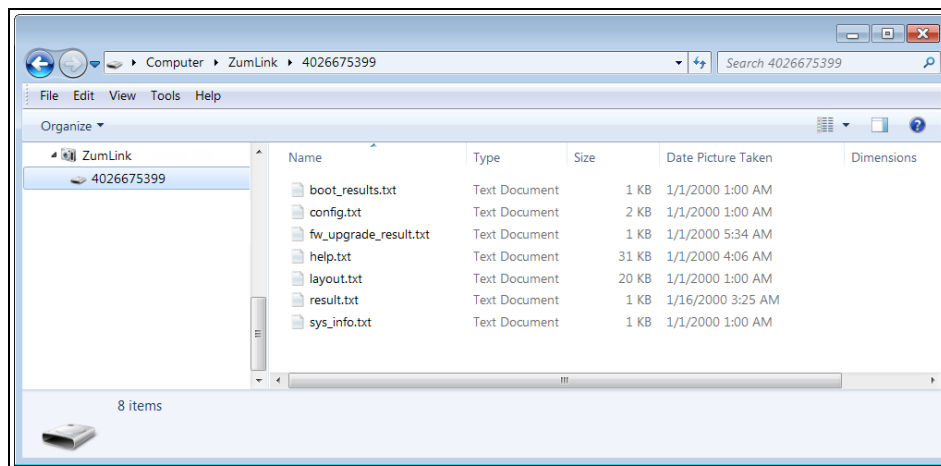 Computer ZumLink 4026675399 Search 4026675399
File Edit View Tools Help
Organize
ZumLink
4026675399
Name Type Size Date Picture Taken Dimensions
boot_results.txt Text Document 1 KB 1/1/2000 1:00 AM
config.txt Text Document 2 KB 1/1/2000 1:00 AM
fw_upgrade_result.txt Text Document 1 KB 1/1/2000 5:34 AM
help.txt Text Document 31 KB 1/1/2000 4:06 AM
layout.txt Text Document 20 KB 1/1/2000 1:00 AM
result.txt Text Document 1 KB 1/16/2000 3:25 AM
sys_info.txt Text Document 1 KB 1/1/2000 1:00 AM
8 items